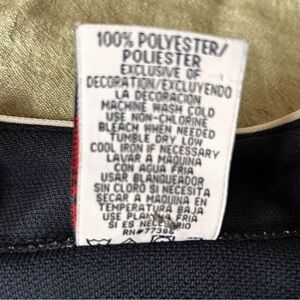 100% POLYESTER/
POLIESTER
EXCLUSIVE OF
DECORATION/EXCLUYENDO
LA DECORACION
MACHINE WASH COLD
USE NON-CHLORINE
BLEACH WHEN NEEDED
TUMBLE DRY LOW
COOL IRON IF NECESSARY
LAVAR A MAQUINA
CON AGUA FRIA
USAR BLANQUEADOR
SIN CLORO SI NECESITA
SECAR A MAQUINA EN
TEMPERATURA BAJA
USE PLANCHA FRIA
SI ES NECESARIO
RN#77386